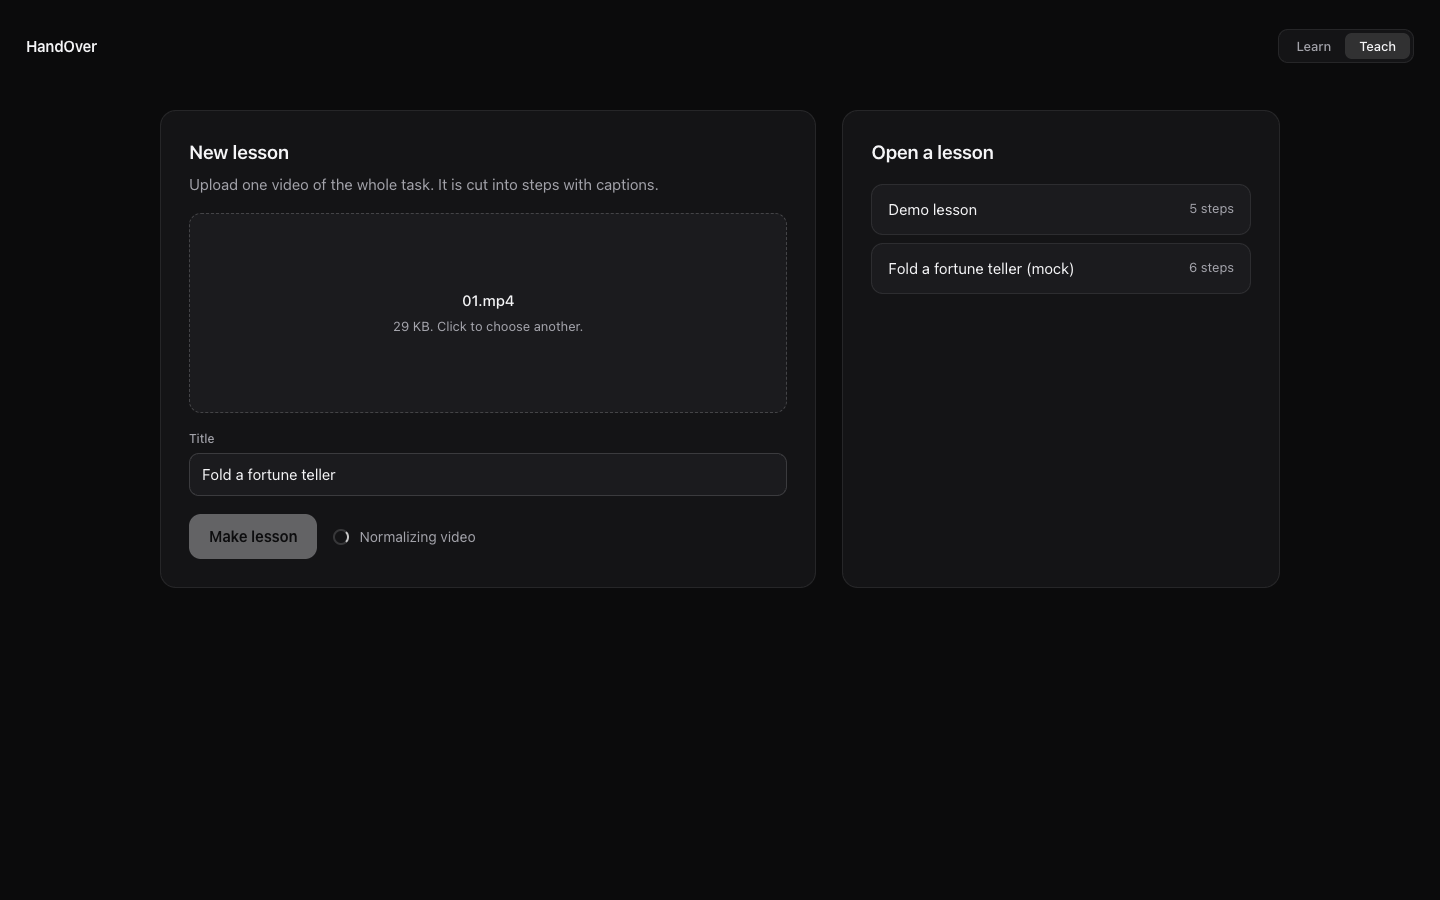 HandOver
Learn
Teach
New lesson
Upload one video of the whole task. It is cut into steps with captions.
01.mp4
29 KB. Click to choose another.
Title
Fold a fortune teller
Make lesson
Normalizing video
Open a lesson
Demo lesson
5 steps
Fold a fortune teller (mock)
6 steps